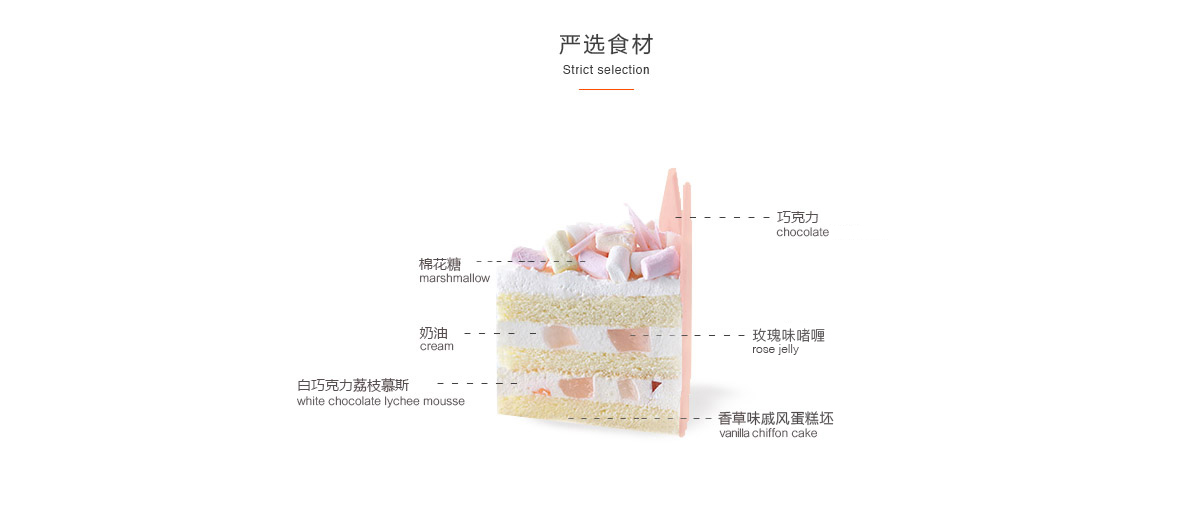 严选食材
Strict selection
巧克力
chocolate
棉花糖
marshmallow
奶油
cream
玫瑰味啫喱
rose jelly
白巧克力荔枝慕斯
white chocolate lychee mousse
香草味戚风蛋糕坯
vanilla chiffon cake